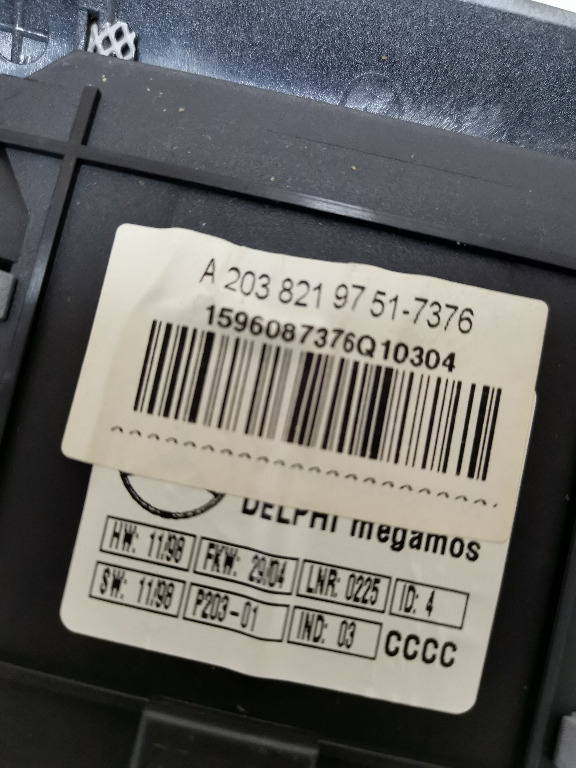 A 203 821 97 51-7376
1596087376Q10304
DELPHI megamos
HW: 11/98 FKW: 29/04 LNR: 0225 ID: 4
SW: 11/98 P203-01 IND: 03 CCCC